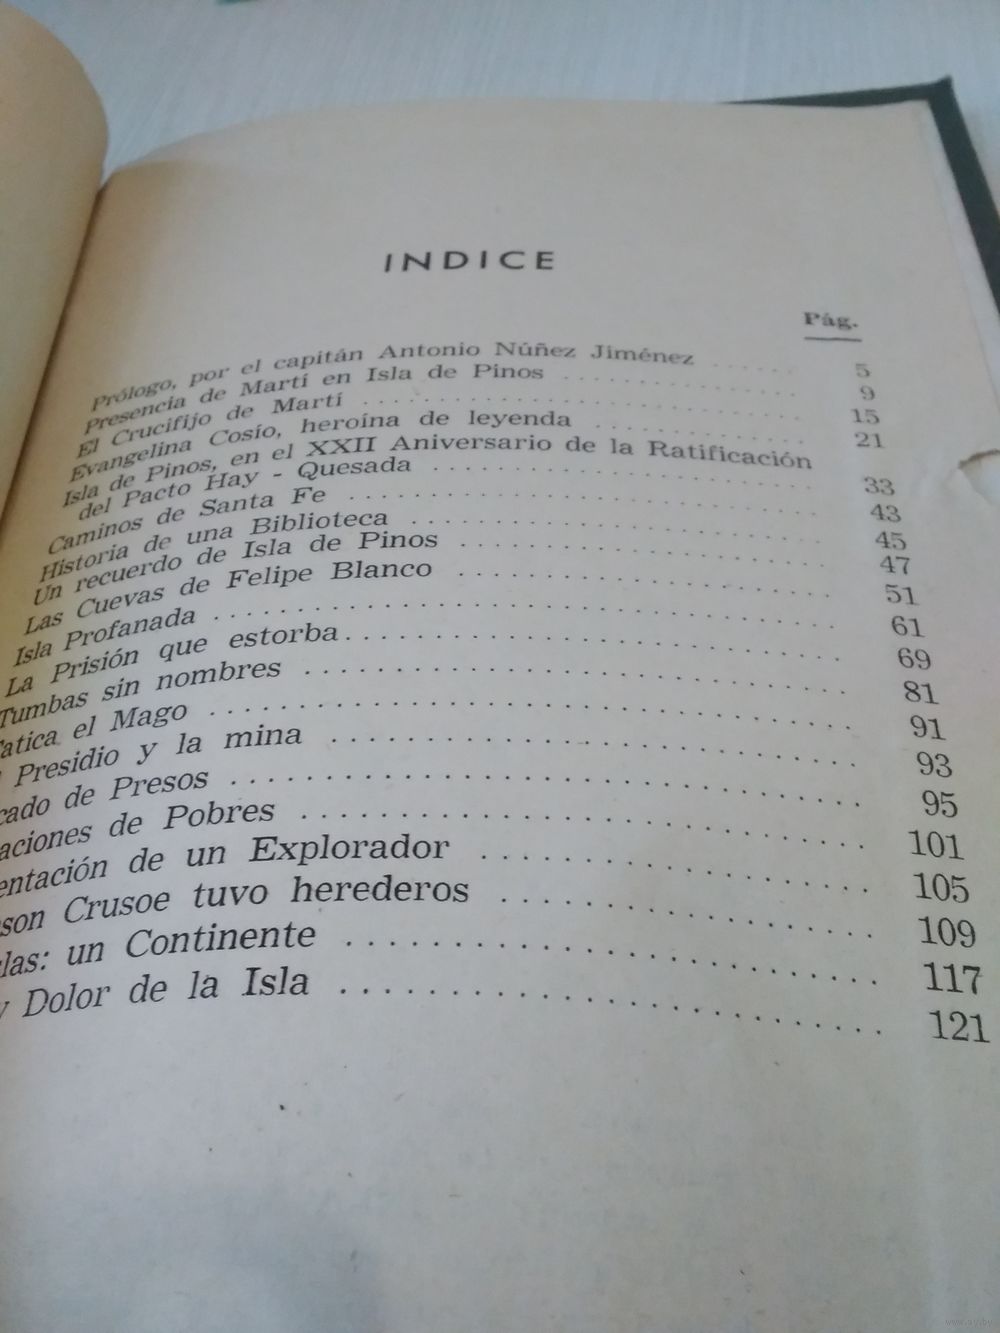 INDICE
Pág.
Prólogo, por el capitán Antonio Núñez Jiménez . . . . . . 5
Presencia de Martí en Isla de Pinos . . . . . . . . . . . . 9
El Crucifijo de Martí . . . . . . . . . . . . . . . . . . . . 15
Evangelina Cosío, heroína de leyenda . . . . . . . . . . . 21
Isla de Pinos, en el XXII Aniversario de la Ratificación
del Pacto Hay - Quesada . . . . . . . . . . . . . . . . . . 33
Caminos de Santa Fe . . . . . . . . . . . . . . . . . . . . 43
Historia de una Biblioteca . . . . . . . . . . . . . . . . . 45
Un recuerdo de Isla de Pinos . . . . . . . . . . . . . . . . 47
Las Cuevas de Felipe Blanco . . . . . . . . . . . . . . . . 51
Isla Profanada . . . . . . . . . . . . . . . . . . . . . . . 61
La Prisión que estorba . . . . . . . . . . . . . . . . . . . 69
Tumbas sin nombres . . . . . . . . . . . . . . . . . . . . 81
atica el Mago . . . . . . . . . . . . . . . . . . . . . . . . 91
Presidio y la mina . . . . . . . . . . . . . . . . . . . . . 93
cado de Presos . . . . . . . . . . . . . . . . . . . . . . . 95
aciones de Pobres . . . . . . . . . . . . . . . . . . . . . 101
entación de un Explorador . . . . . . . . . . . . . . . . 105
son Crusoe tuvo herederos . . . . . . . . . . . . . . . . 109
las: un Continente . . . . . . . . . . . . . . . . . . . . 117
y Dolor de la Isla . . . . . . . . . . . . . . . . . . . . 121